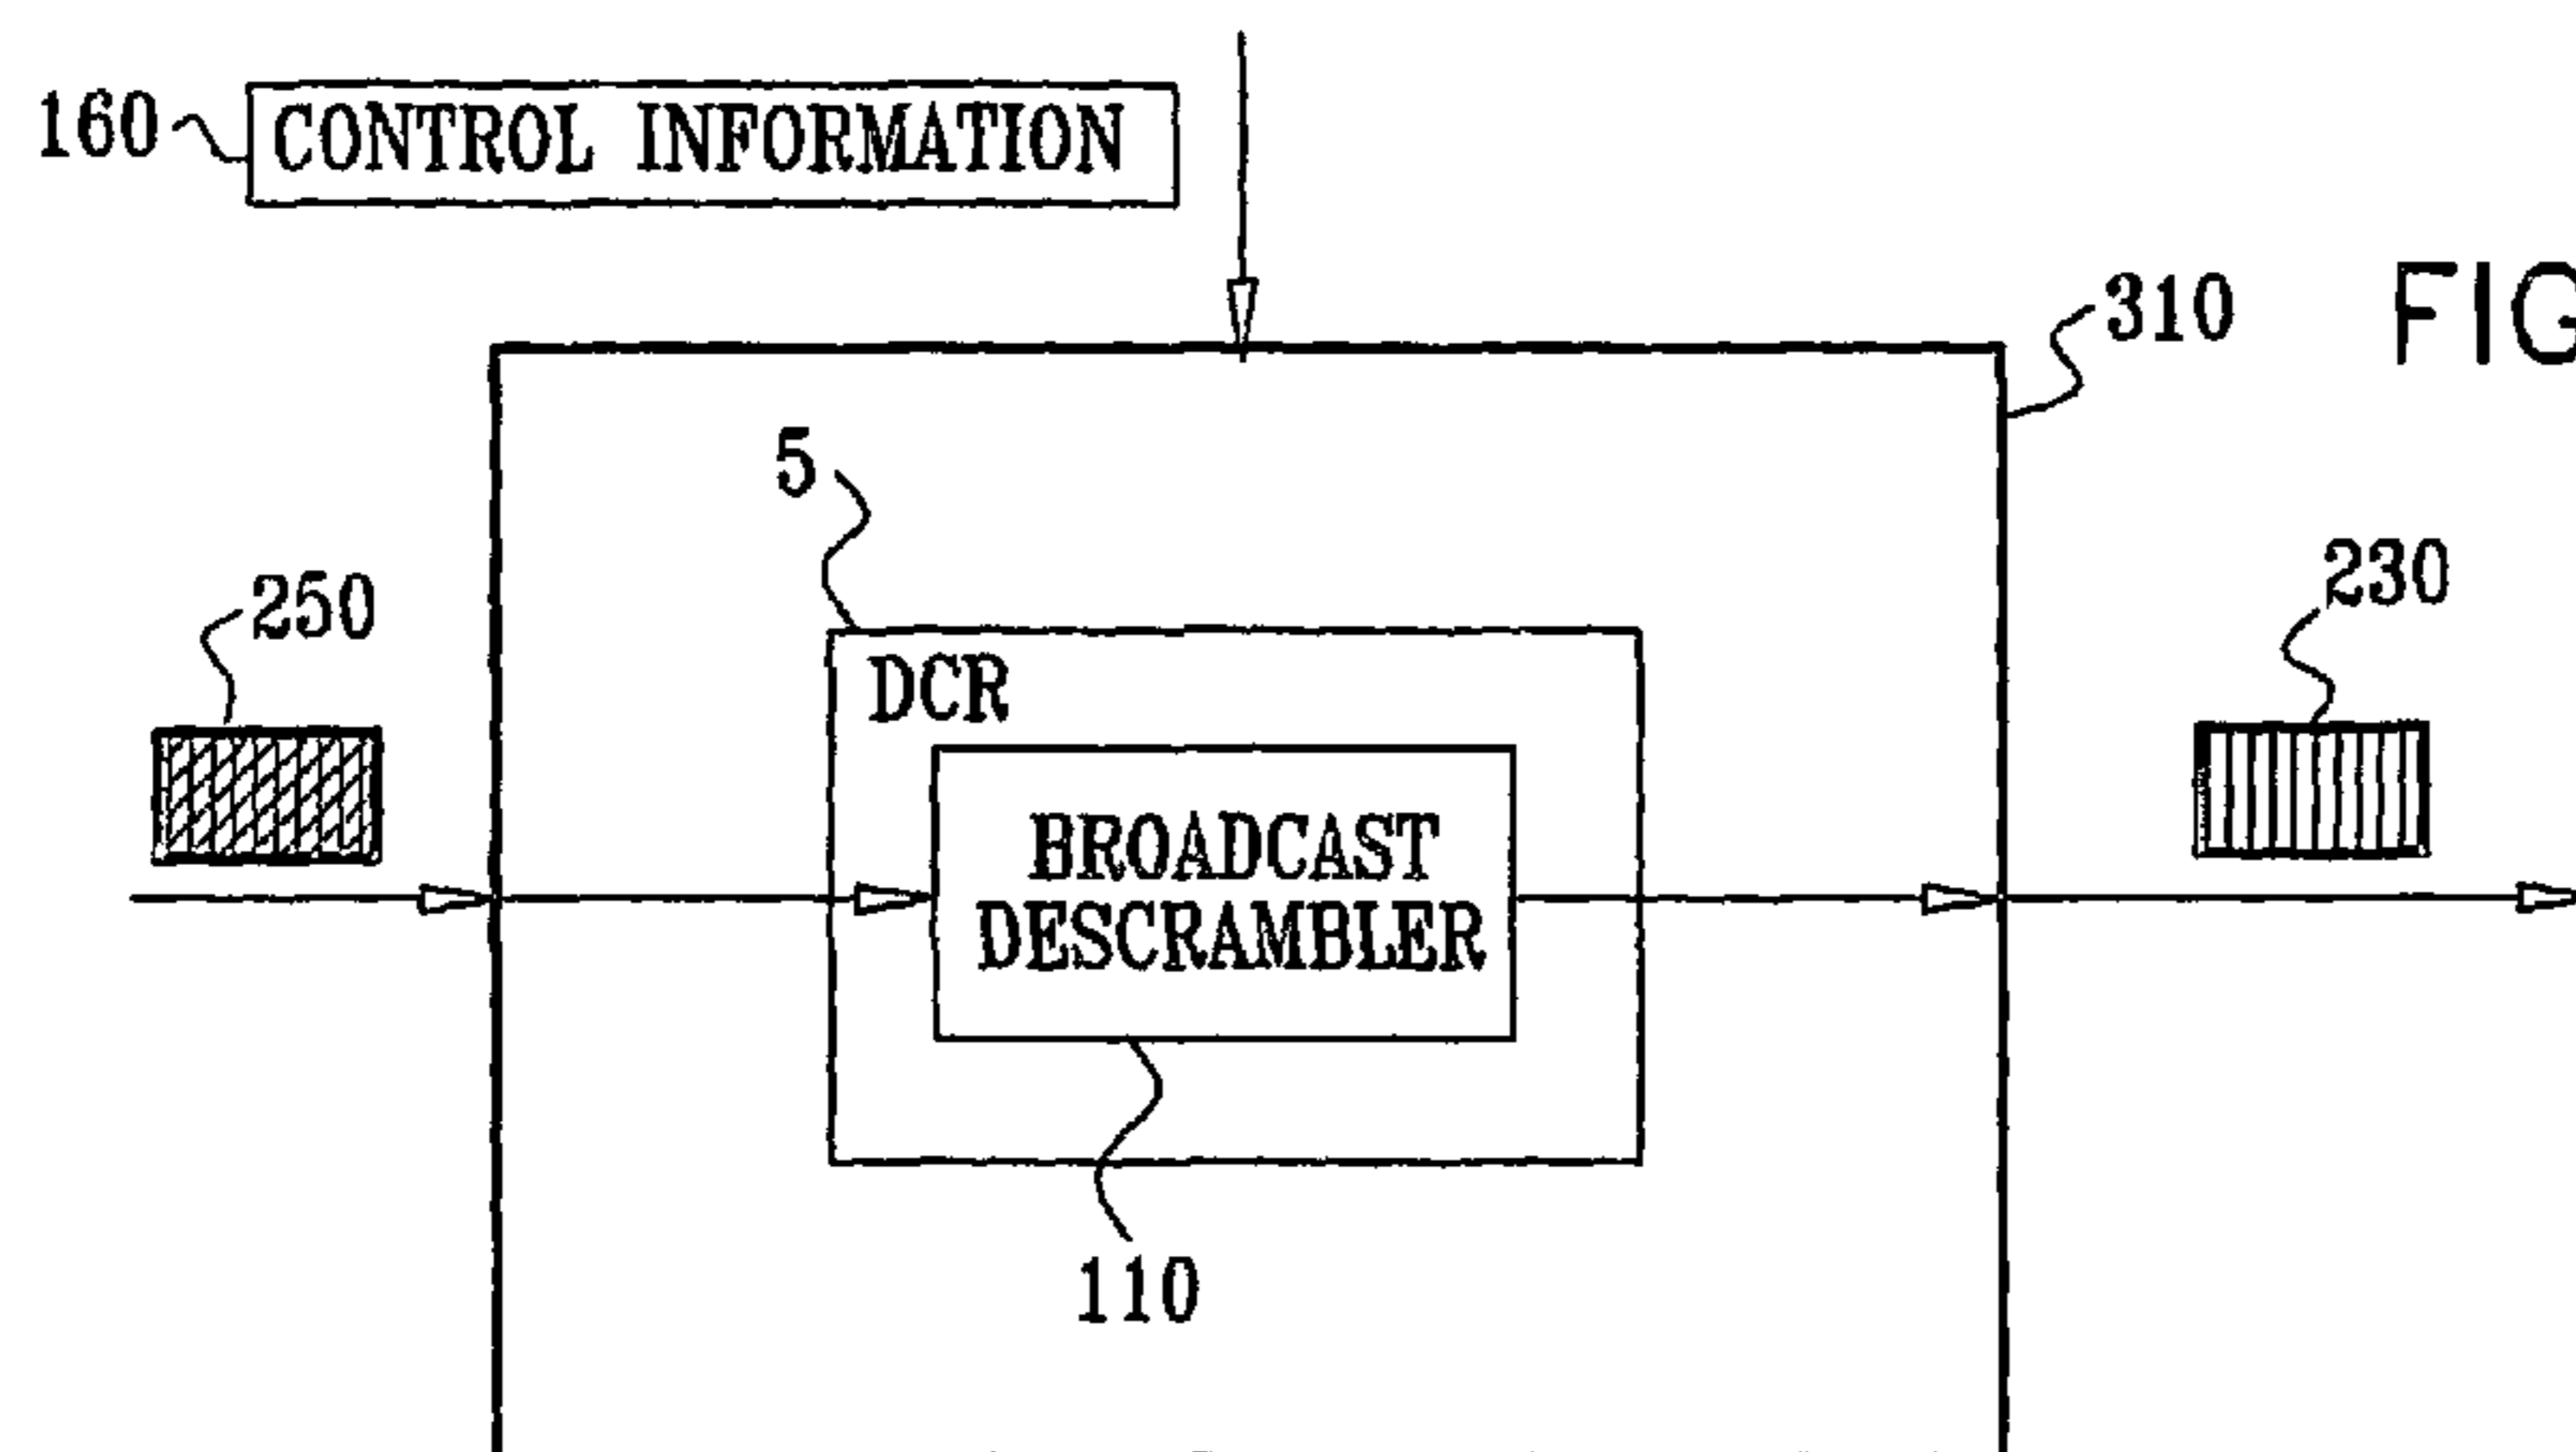 160
CONTROL INFORMATION
310
FIG
5
250
230
DCR
BROADCAST
DESCRAMBLER
110